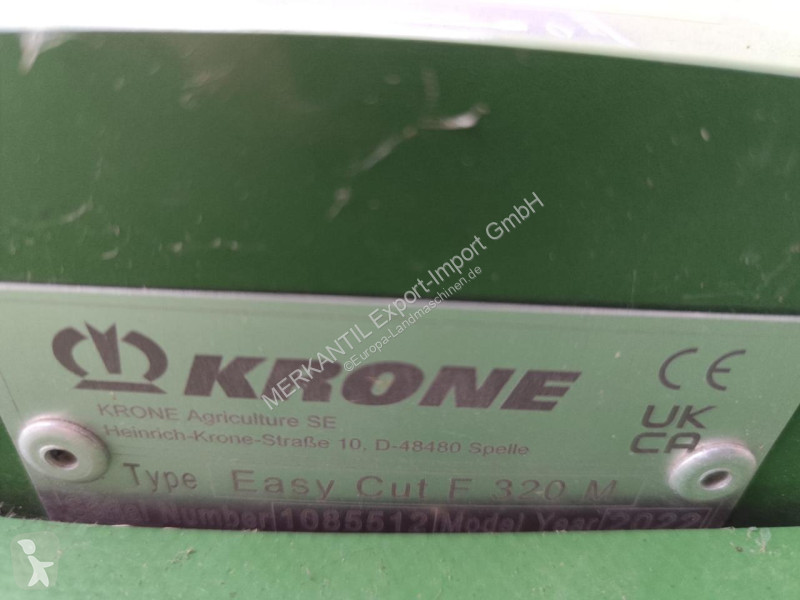 MERKANTIL Export-Import GmbH
©Europa-Landmaschinen.de
KRONE
CE
KRONE Agriculture SE
Heinrich-Krone-Straße 10, D-48480 Spelle
UK
CA
Type Easy Cut F 320 M
Serial Number 1085512 Model Year 2022